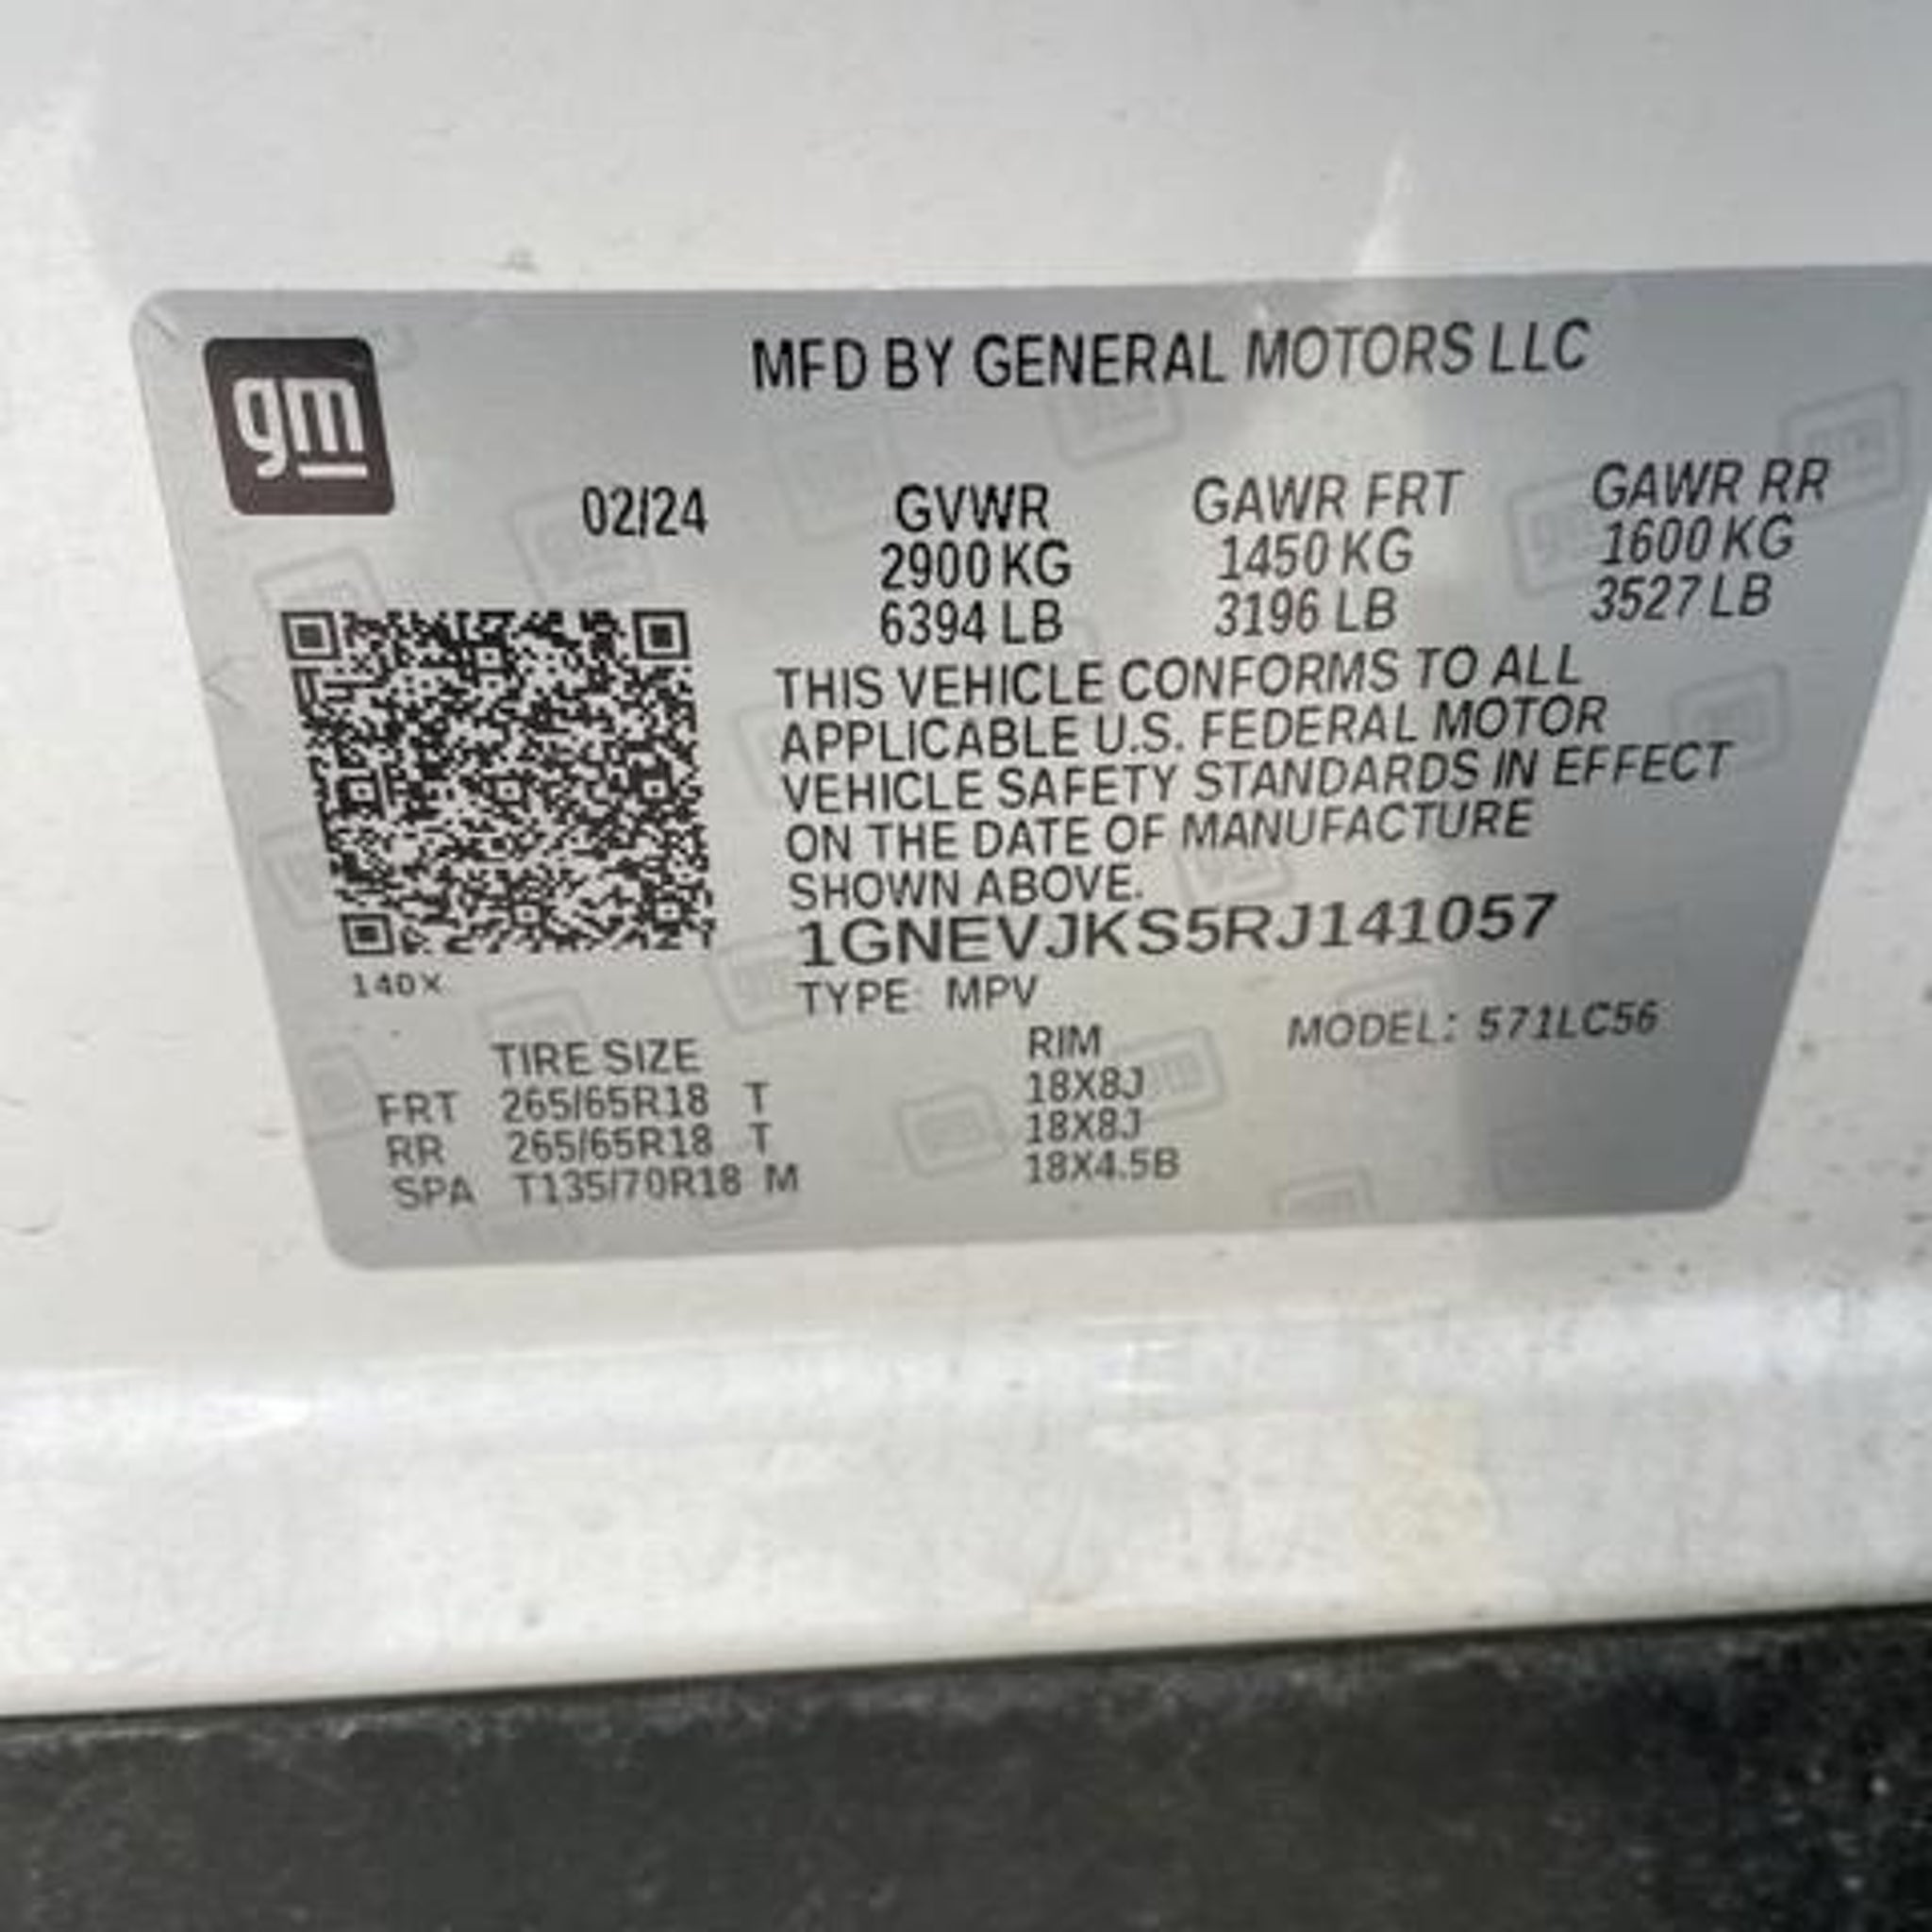 gm
MFD BY GENERAL MOTORS LLC
02/24 GVWR GAWR FRT GAWR RR
2900 KG 1450 KG 1600 KG
6394 LB 3196 LB 3527 LB
THIS VEHICLE CONFORMS TO ALL
APPLICABLE U.S. FEDERAL MOTOR
VEHICLE SAFETY STANDARDS IN EFFECT
ON THE DATE OF MANUFACTURE
SHOWN ABOVE.
1GNEVJKS5RJ141057
140X
TYPE: MPV
MODEL: 571LC56
TIRE SIZE RIM
FRT 265/65R18 T 18X8J
RR 265/65R18 T 18X8J
SPA T135/70R18 M 18X4.5B